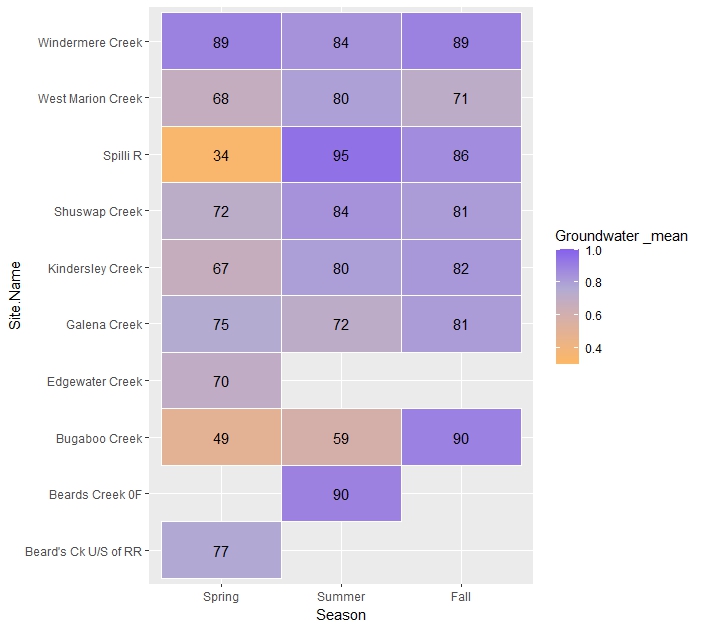 Windermere Creek 89 84 89
West Marion Creek 68 80 71
Spilli R 34 95 86
Shuswap Creek 72 84 81
Kindersley Creek 67 80 82
Galena Creek 75 72 81
Edgewater Creek 70
Bugaboo Creek 49 59 90
Beards Creek 0F 90
Beard's Ck U/S of RR 77
Spring Summer Fall
Season
Site.Name
Groundwater _mean
1.0
0.8
0.6
0.4